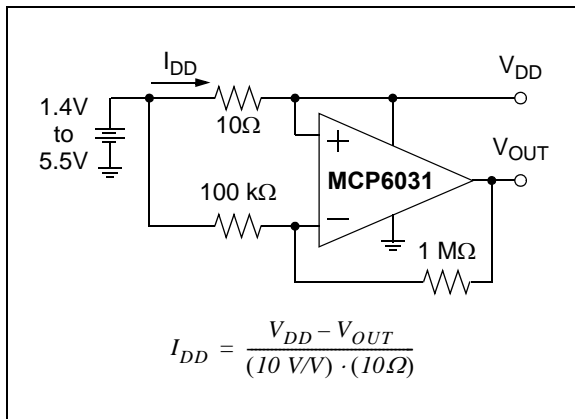 I_DD
V_DD
1.4V
to
5.5V
10Ω
+
V_OUT
MCP6031
100 kΩ
−
1 MΩ
I_DD = (V_DD – V_OUT) / ((10 V/V) · (10Ω))